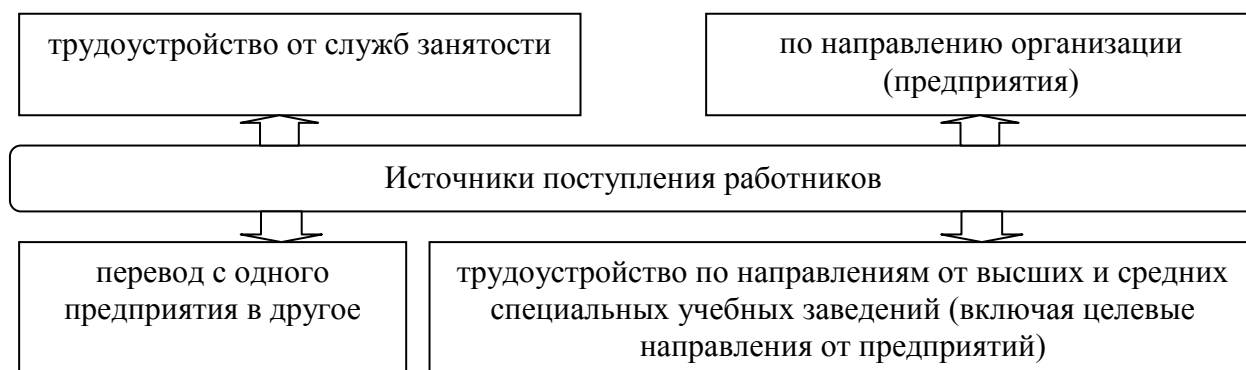 трудоустройство от служб занятости
по направлению организации
(предприятия)
Источники поступления работников
перевод с одного
предприятия в другое
трудоустройство по направлениям от высших и средних
специальных учебных заведений (включая целевые
направления от предприятий)